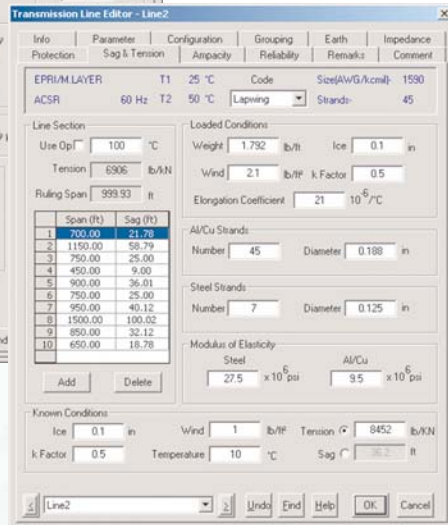 Transmission Line Editor - Line2
Info Parameter Configuration Grouping Earth Impedance
Protection Sag & Tension Ampacity Reliability Remarks Comment
EPRI/M.LAYER T1 25 °C Code Size(AWG/kcmil)- 1590
ACSR 60 Hz T2 50 °C Lapwing Strands- 45
Line Section
Use Op 100 °C
Tension 6906 lb/kN
Ruling Span 999.93 ft
Span (ft) Sag (ft)
1 700.00 21.78
2 1150.00 58.79
3 750.00 25.00
4 450.00 9.00
5 900.00 36.01
6 750.00 25.00
7 950.00 40.12
8 1500.00 100.02
9 850.00 32.12
10 650.00 18.78
Add Delete
Loaded Conditions
Weight 1.792 lb/ft Ice 0.1 in
Wind 2.1 lb/ft² k Factor 0.5
Elongation Coefficient 21 10^-6/°C
Al/Cu Strands
Number 45 Diameter 0.188 in
Steel Strands
Number 7 Diameter 0.125 in
Modulus of Elasticity
Steel Al/Cu
27.5 x10^6 psi 9.5 x 10^6 psi
Known Conditions
Ice 0.1 in Wind 1 lb/ft² Tension 8452 lb/KN
k Factor 0.5 Temperature 10 °C Sag 36.2 ft
Line2 Undo Find Help OK Cancel